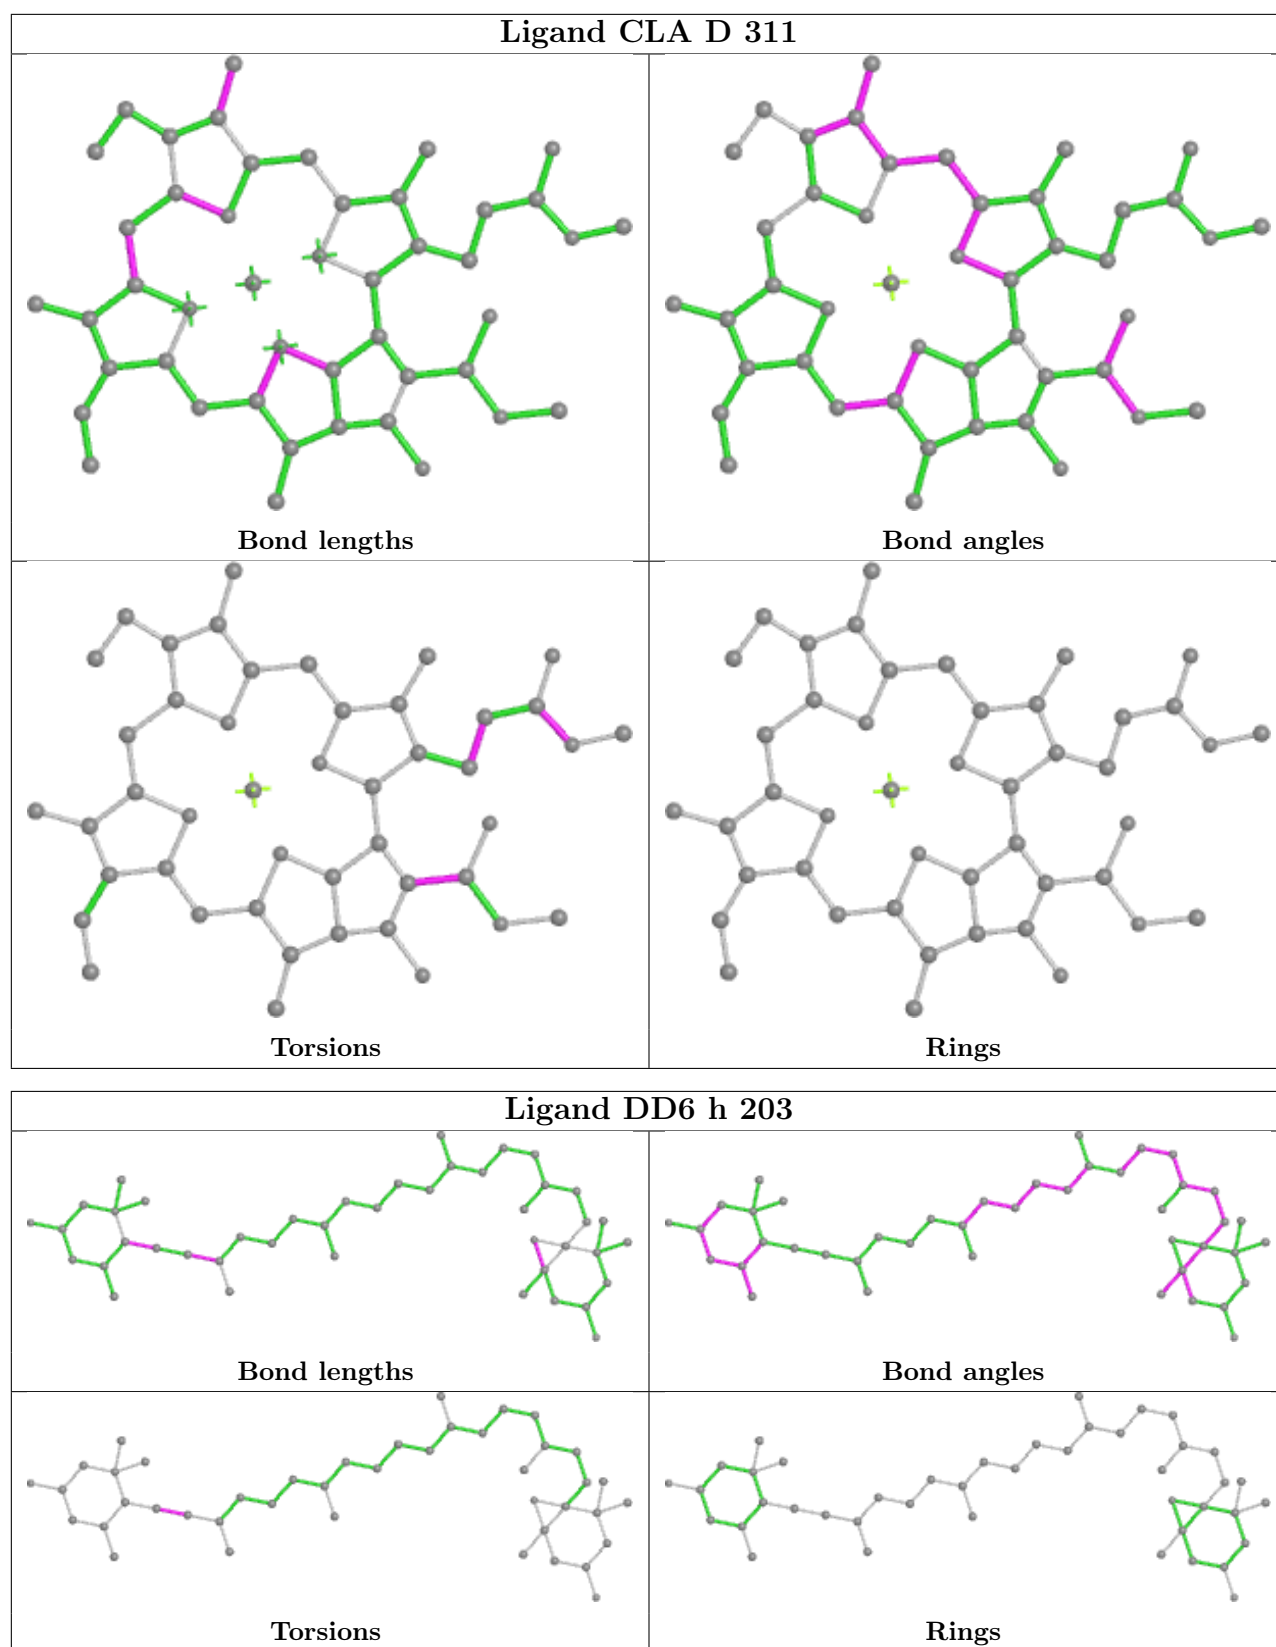 Ligand CLA D 311
Bond lengths
Bond angles
Torsions
Rings
Ligand DD6 h 203
Bond lengths
Bond angles
Torsions
Rings